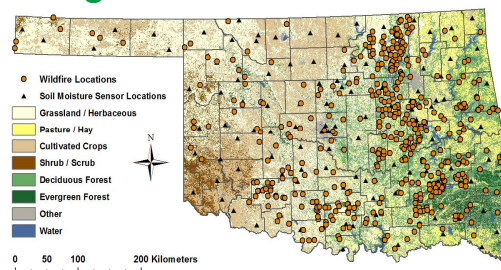 Wildfire Locations
Soil Moisture Sensor Locations
Grassland / Herbaceous
Pasture / Hay
Cultivated Crops
Shrub / Scrub
Deciduous Forest
Evergreen Forest
Other
Water
N
0 50 100 200 Kilometers